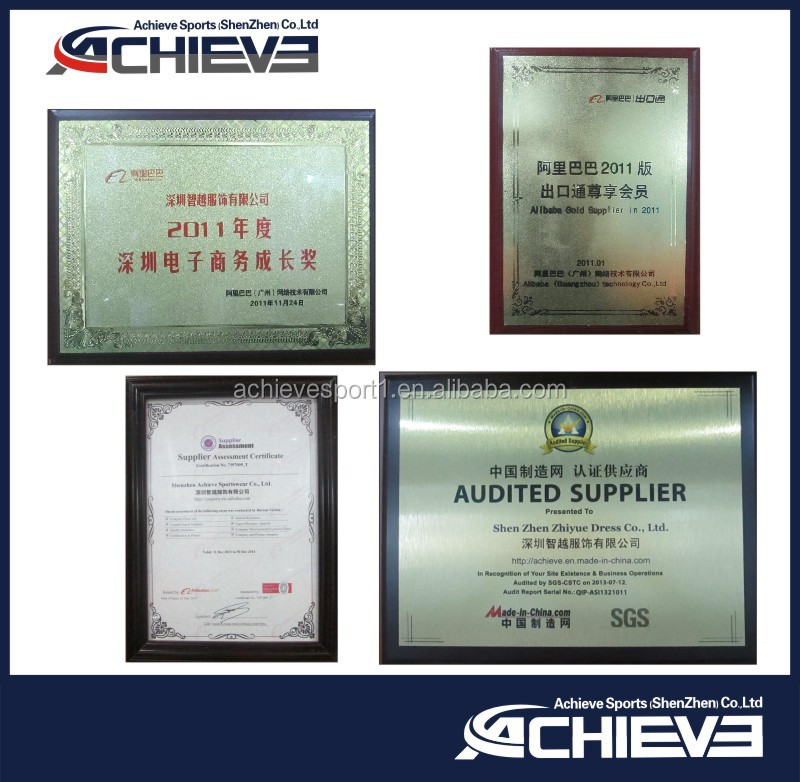 Achieve Sports (ShenZhen) Co.,Ltd
ACHIEVE
阿里巴巴
深圳智越服饰有限公司
2011年度
深圳电子商务成长奖
阿里巴巴(广州)网络技术有限公司
2011年11月24日
阿里巴巴 | 出口通
阿里巴巴2011版
出口通尊享会员
Alibaba Gold Supplier in 2011
2011.01
阿里巴巴(广州)网络技术有限公司
Alibaba (Guangzhou) technology Co.,Ltd
achievesport1.en.alibaba.com
Supplier
Assessment
Supplier Assessment Certificate
Shenzhen Achieve Sportswear Co., Ltd.
深圳智越服饰有限公司
Audited Supplier
中国制造网 认证供应商
AUDITED SUPPLIER
Presented To
Shen Zhen Zhiyue Dress Co., Ltd.
深圳智越服饰有限公司
http://achieve.en.made-in-china.com
In Recognition of Your Site Existence & Business Operations
Audited by SGS-CSTC on 2013-07-12.
Audit Report Serial No.: QIP-ASI1321011
Made-in-China.com
中国制造网
SGS
Achieve Sports (ShenZhen) Co.,Ltd
ACHIEVE